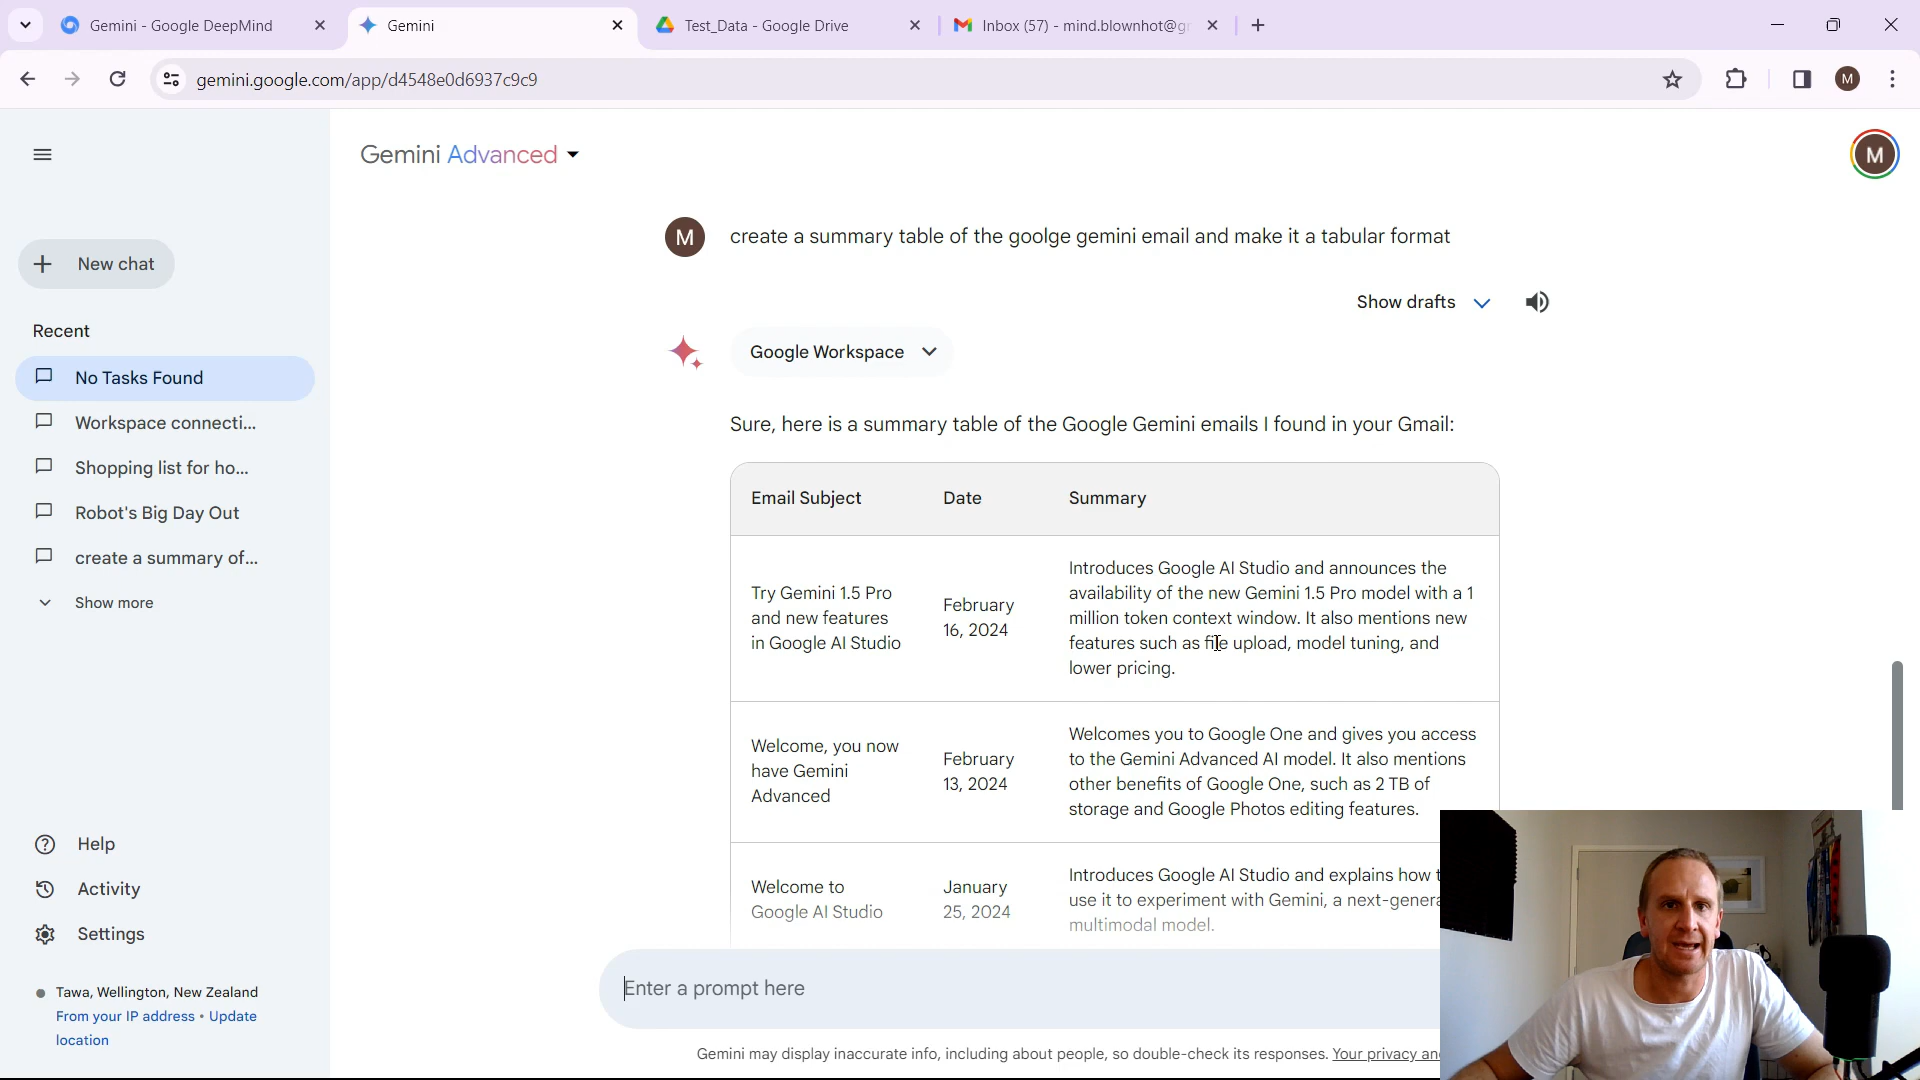 Gemini - Google DeepMind
Gemini
Test_Data - Google Drive
Inbox (57) - mind.blownhot@g
gemini.google.com/app/d4548e0d6937c9c9
M
Gemini Advanced
M
New chat
Recent
No Tasks Found
Workspace connecti...
Shopping list for ho...
Robot's Big Day Out
create a summary of...
Show more
Help
Activity
Settings
Tawa, Wellington, New Zealand
From your IP address • Update
location
M
create a summary table of the goolge gemini email and make it a tabular format
Show drafts
Google Workspace
Sure, here is a summary table of the Google Gemini emails I found in your Gmail:
Email Subject Date Summary
Try Gemini 1.5 Pro
and new features
in Google AI Studio
February
16, 2024
Introduces Google AI Studio and announces the
availability of the new Gemini 1.5 Pro model with a 1
million token context window. It also mentions new
features such as file upload, model tuning, and
lower pricing.
Welcome, you now
have Gemini
Advanced
February
13, 2024
Welcomes you to Google One and gives you access
to the Gemini Advanced AI model. It also mentions
other benefits of Google One, such as 2 TB of
storage and Google Photos editing features.
Welcome to
Google AI Studio
January
25, 2024
Introduces Google AI Studio and explains how t
use it to experiment with Gemini, a next-genera
multimodal model.
Enter a prompt here
Gemini may display inaccurate info, including about people, so double-check its responses. Your privacy an